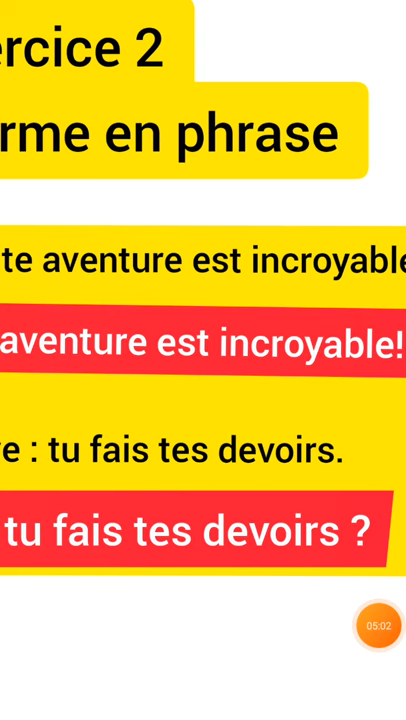 ercice 2
rme en phrase
te aventure est incroyable
aventure est incroyable!
ve : tu fais tes devoirs.
tu fais tes devoirs ?
05:02